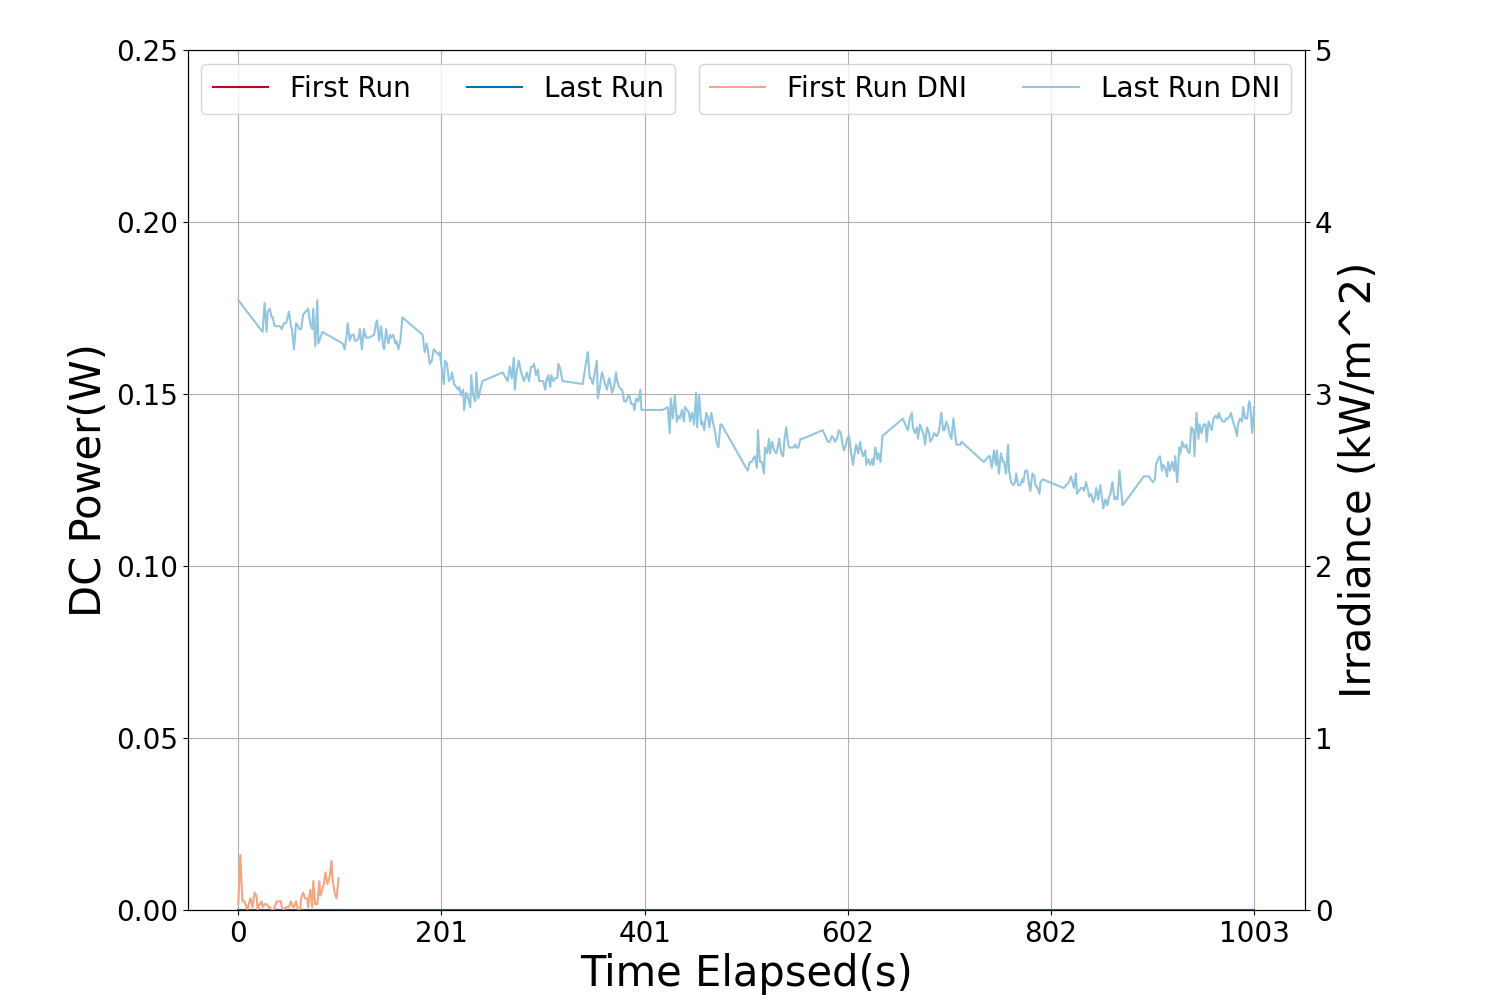 First Run
Last Run
First Run DNI
Last Run DNI
DC Power(W)
0.25
0.20
0.15
0.10
0.05
0.00
5
4
3
2
1
0
Irradiance (kW/m^2)
0
201
401
602
802
1003
Time Elapsed(s)